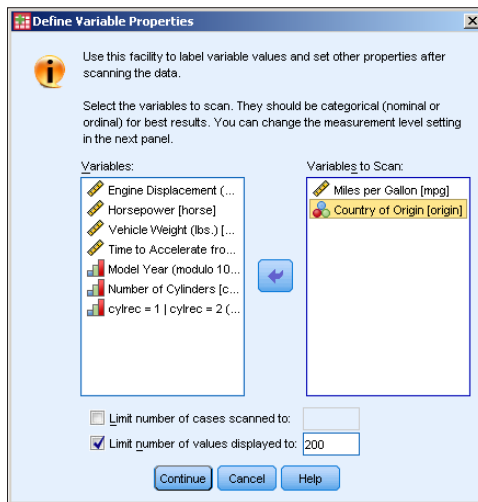 Define Variable Properties
Use this facility to label variable values and set other properties after
scanning the data.
Select the variables to scan. They should be categorical (nominal or
ordinal) for best results. You can change the measurement level setting
in the next panel.
Variables:
Engine Displacement (...
Horsepower [horse]
Vehicle Weight (lbs.) [...
Time to Accelerate fro...
Model Year (modulo 10...
Number of Cylinders [c...
cylrec = 1 | cylrec = 2 (...
Variables to Scan:
Miles per Gallon [mpg]
Country of Origin [origin]
Limit number of cases scanned to:
Limit number of values displayed to: 200
Continue Cancel Help